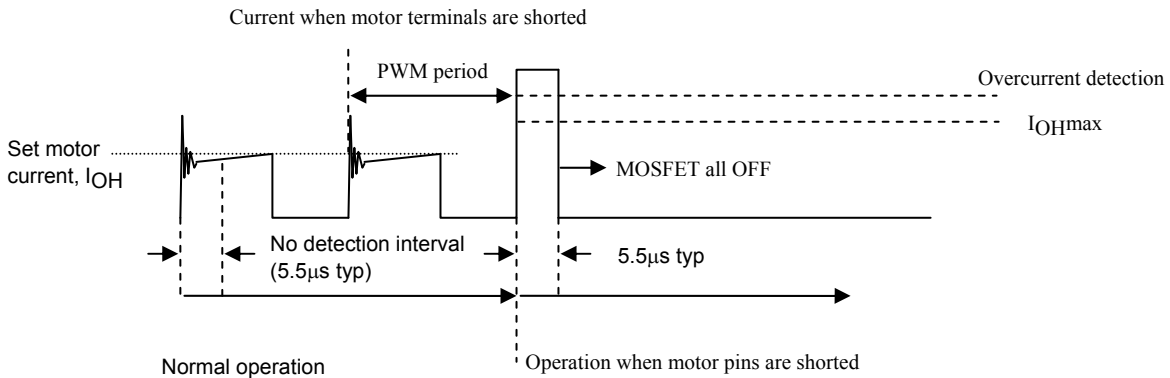 Current when motor terminals are shorted
PWM period
Overcurrent detection
IOHmax
Set motor
current, IOH
MOSFET all OFF
No detection interval
(5.5μs typ)
5.5μs typ
Normal operation
Operation when motor pins are shorted